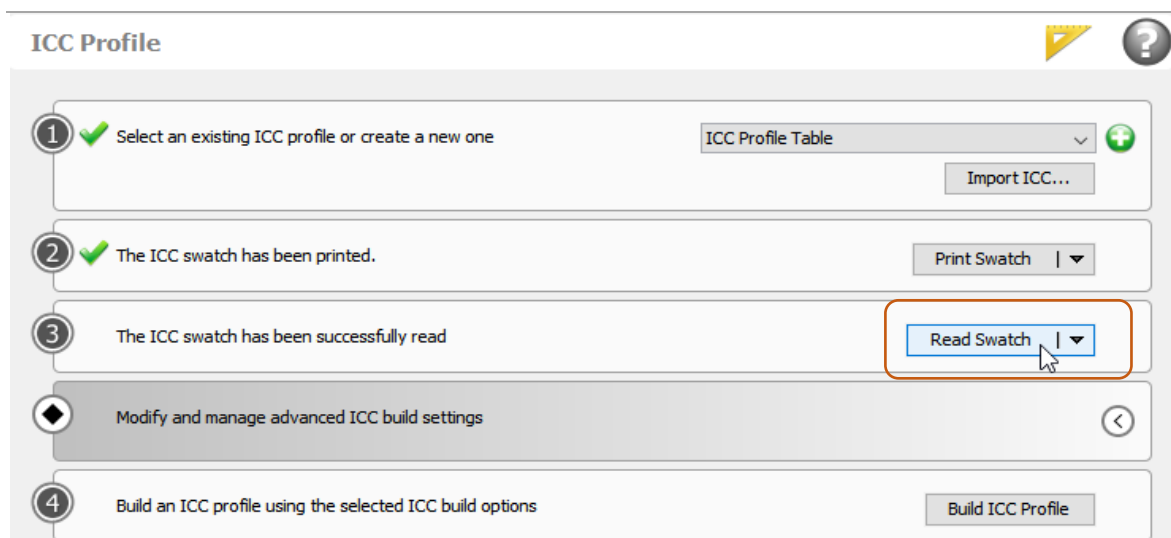 ICC Profile
?
1 Select an existing ICC profile or create a new one ICC Profile Table
Import ICC...
2 The ICC swatch has been printed. Print Swatch
3 The ICC swatch has been successfully read Read Swatch
Modify and manage advanced ICC build settings
4 Build an ICC profile using the selected ICC build options Build ICC Profile